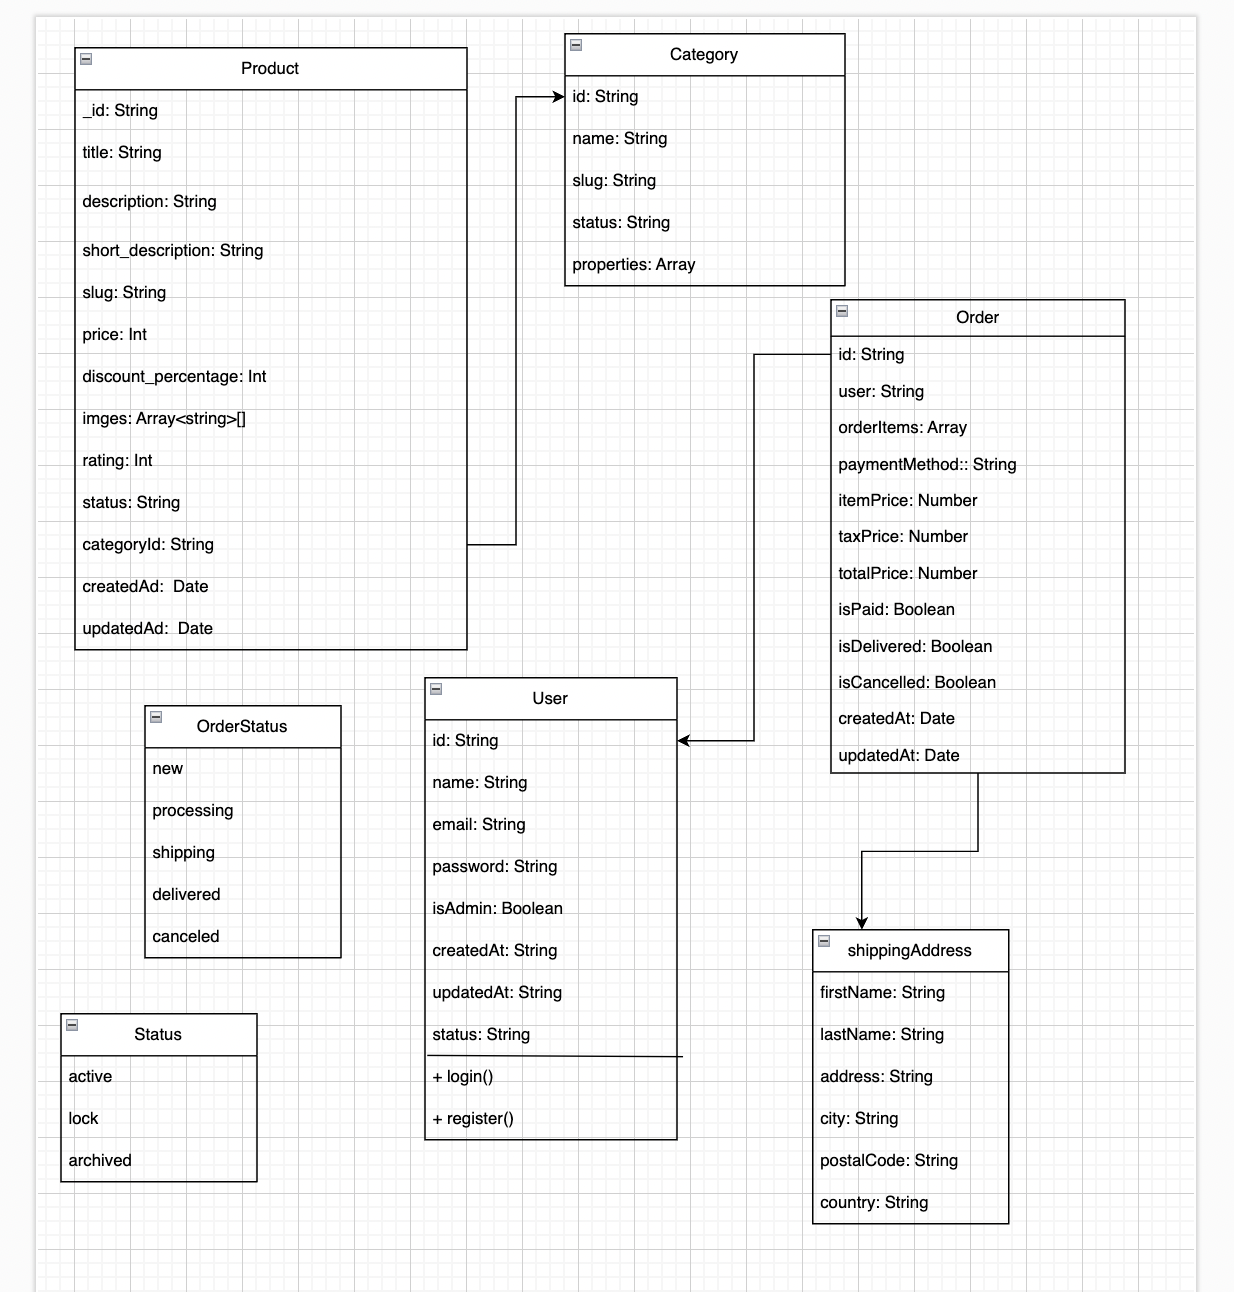 Product
_id: String
title: String
description: String
short_description: String
slug: String
price: Int
discount_percentage: Int
imges: Array<string>[]
rating: Int
status: String
categoryId: String
createdAd:  Date
updatedAd:  Date
Category
id: String
name: String
slug: String
status: String
properties: Array
Order
id: String
user: String
orderItems: Array
paymentMethod:: String
itemPrice: Number
taxPrice: Number
totalPrice: Number
isPaid: Boolean
isDelivered: Boolean
isCancelled: Boolean
createdAt: Date
updatedAt: Date
OrderStatus
new
processing
shipping
delivered
canceled
User
id: String
name: String
email: String
password: String
isAdmin: Boolean
createdAt: String
updatedAt: String
status: String
+ login()
+ register()
shippingAddress
firstName: String
lastName: String
address: String
city: String
postalCode: String
country: String
Status
active
lock
archived